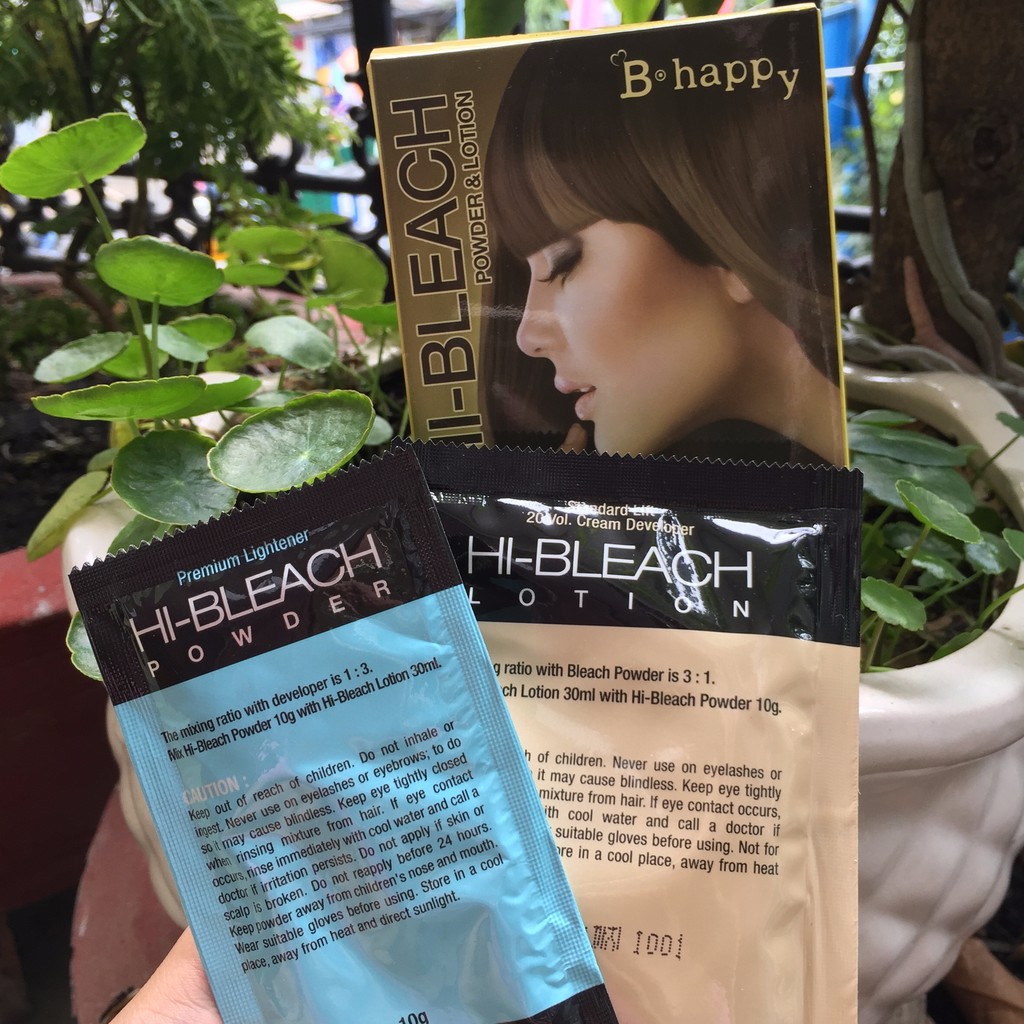 B·happy
HI-BLEACH
POWDER & LOTION
Premium Lightener
HI-BLEACH
POWDER
The mixing ratio with developer is 1 : 3.
Mix Hi-Bleach Powder 10g with Hi-Bleach Lotion 30ml.
CAUTION :
Keep out of reach of children. Do not inhale or
ingest. Never use on eyelashes or eyebrows; to do
so it may cause blindless. Keep eye tightly closed
when rinsing mixture from hair. If eye contact
occurs, rinse immediately with cool water and call a
doctor if irritation persists. Do not apply if skin or
scalp is broken. Do not reapply before 24 hours.
Keep powder away from children's nose and mouth.
Wear suitable gloves before using. Store in a cool
place, away from heat and direct sunlight.
10g
Standard Lift
20 Vol. Cream Developer
HI-BLEACH
LOTION
ratio with Bleach Powder is 3 : 1.
Lotion 30ml with Hi-Bleach Powder 10g.
of children. Never use on eyelashes or
it may cause blindless. Keep eye tightly
mixture from hair. If eye contact occurs,
with cool water and call a doctor if
suitable gloves before using. Not for
in a cool place, away from heat
까지 1001